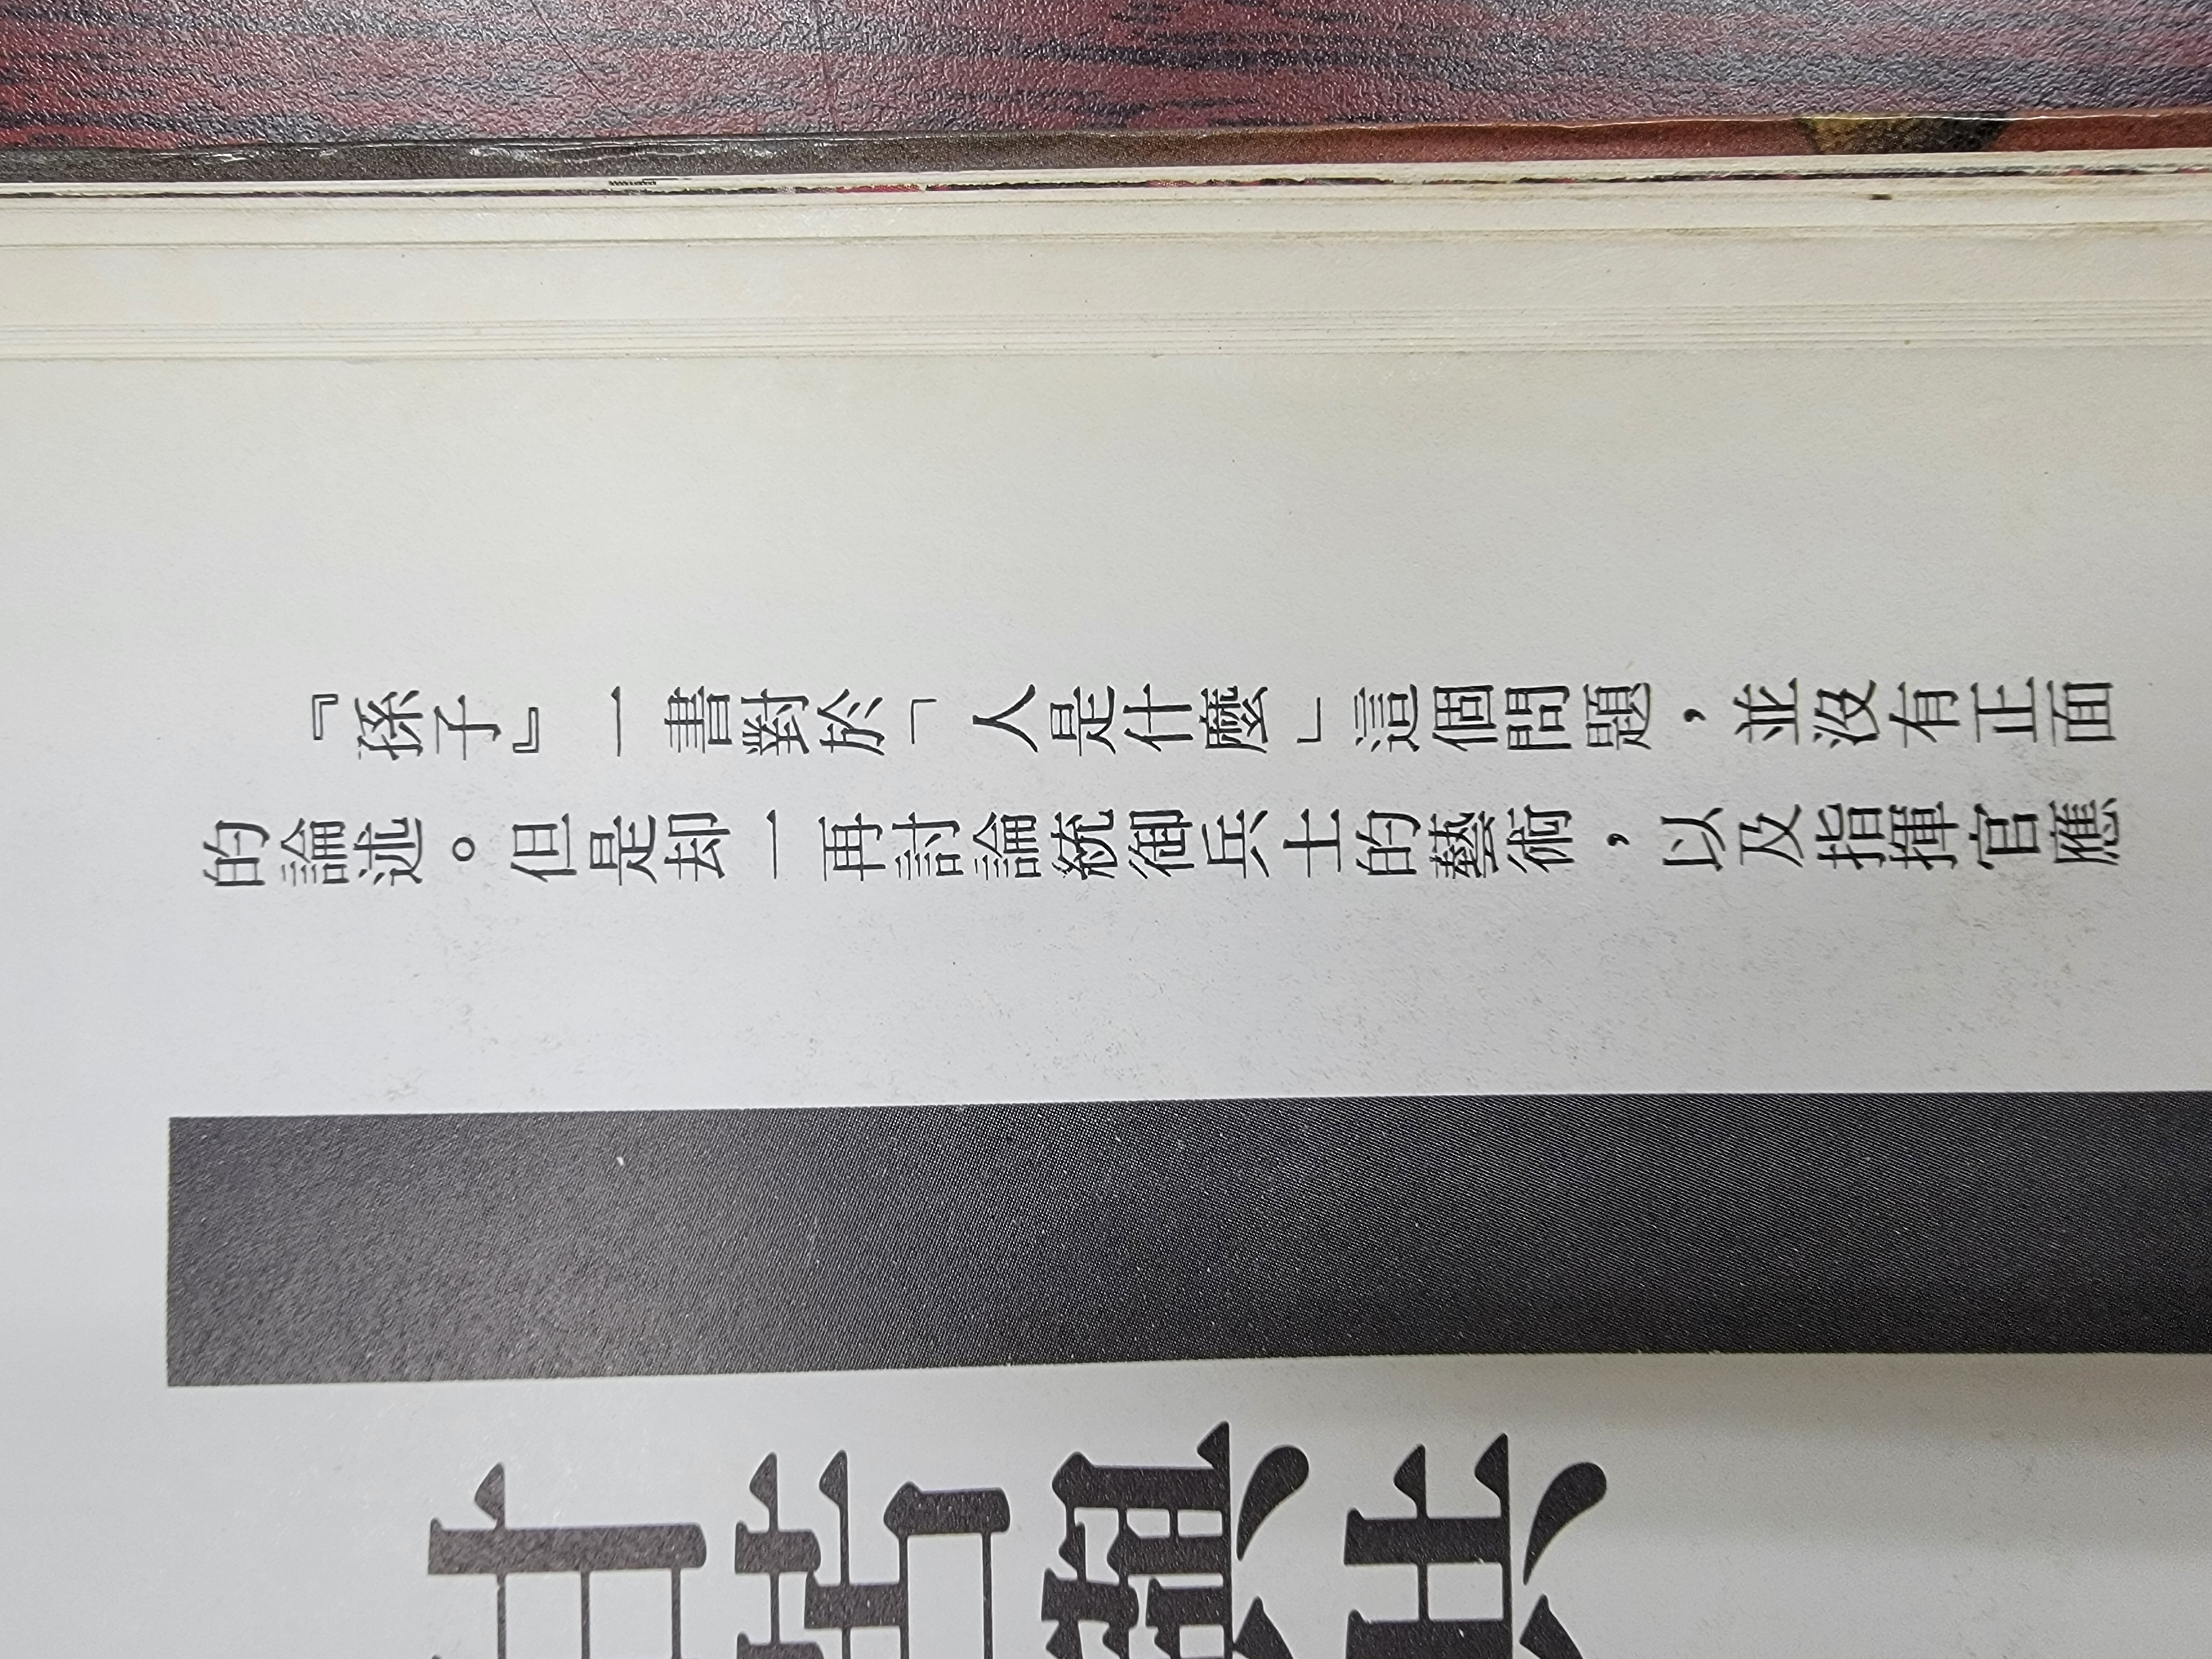 『孫子』一書對於「人是什麼」這個問題，並沒有正面
的論述。但是却一再討論統御兵士的藝術，以及指揮官應
甘苦與共